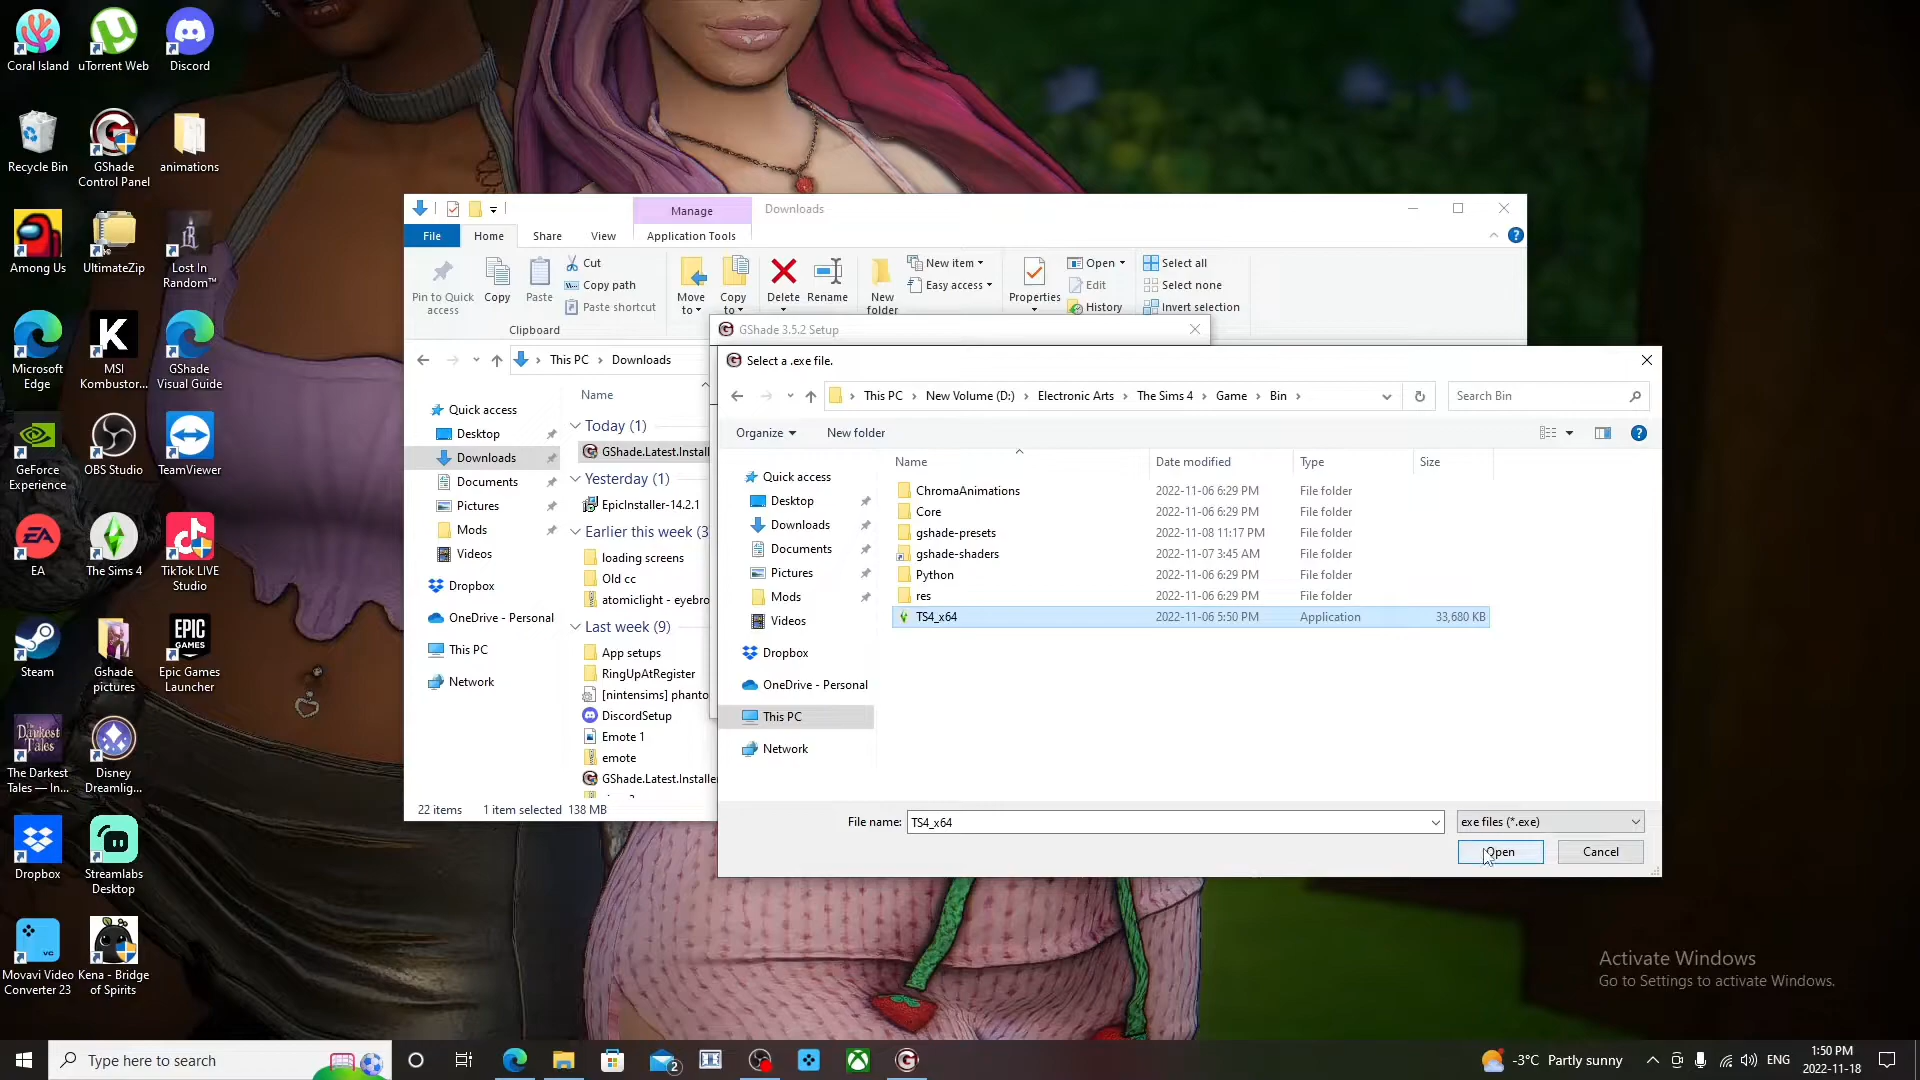 Coral Island
uTorrent Web
Discord
Recycle Bin
GShade
Control Panel
animations
Among Us
UltimateZip
Lost In
Random™
Microsoft
Edge
MSI
Kombustor...
GShade
Visual Guide
GeForce
Experience
OBS Studio
TeamViewer
EA
EA
The Sims 4
TikTok LIVE
Studio
Steam
Gshade
pictures
EPIC
GAMES
Epic Games
Launcher
The Darkest
Tales — In...
Disney
Dreamlig...
Dropbox
Streamlabs
Desktop
Movavi Video
Converter 23
Kena - Bridge
of Spirits
Manage
Downloads
File
Home
Share
View
Application Tools
Pin to Quick
access
Copy
Paste
Cut
Copy path
Paste shortcut
Clipboard
Move
to
Copy
to
Delete
Rename
New
folder
New item
Easy access
Properties
Open
Edit
History
Select all
Select none
Invert selection
This PC
Downloads
Quick access
Desktop
Downloads
Documents
Pictures
Mods
Videos
Dropbox
OneDrive - Personal
This PC
Network
Name
Today (1)
GShade.Latest.Install
Yesterday (1)
EpicInstaller-14.2.1
Earlier this week (3
loading screens
Old cc
atomiclight - eyebro
Last week (9)
App setups
RingUpAtRegister
[nintensims] phanto
DiscordSetup
Emote 1
emote
GShade.Latest.Installe
22 items
1 item selected 138 MB
GShade 3.5.2 Setup
Select a .exe file.
This PC
New Volume (D:)
Electronic Arts
The Sims 4
Game
Bin
Search Bin
Organize
New folder
Quick access
Desktop
Downloads
Documents
Pictures
Mods
Videos
Dropbox
OneDrive - Personal
This PC
Network
Name Date modified Type Size
ChromaAnimations 2022-11-06 6:29 PM File folder
Core 2022-11-06 6:29 PM File folder
gshade-presets 2022-11-08 11:17 PM File folder
gshade-shaders 2022-11-07 3:45 AM File folder
Python 2022-11-06 6:29 PM File folder
res 2022-11-06 6:29 PM File folder
TS4_x64 2022-11-06 5:50 PM Application 33,680 KB
File name: TS4_x64
exe files (*.exe)
Open
Cancel
Activate Windows
Go to Settings to activate Windows.
Type here to search
2
-3°C Partly sunny
ENG
1:50 PM
2022-11-18